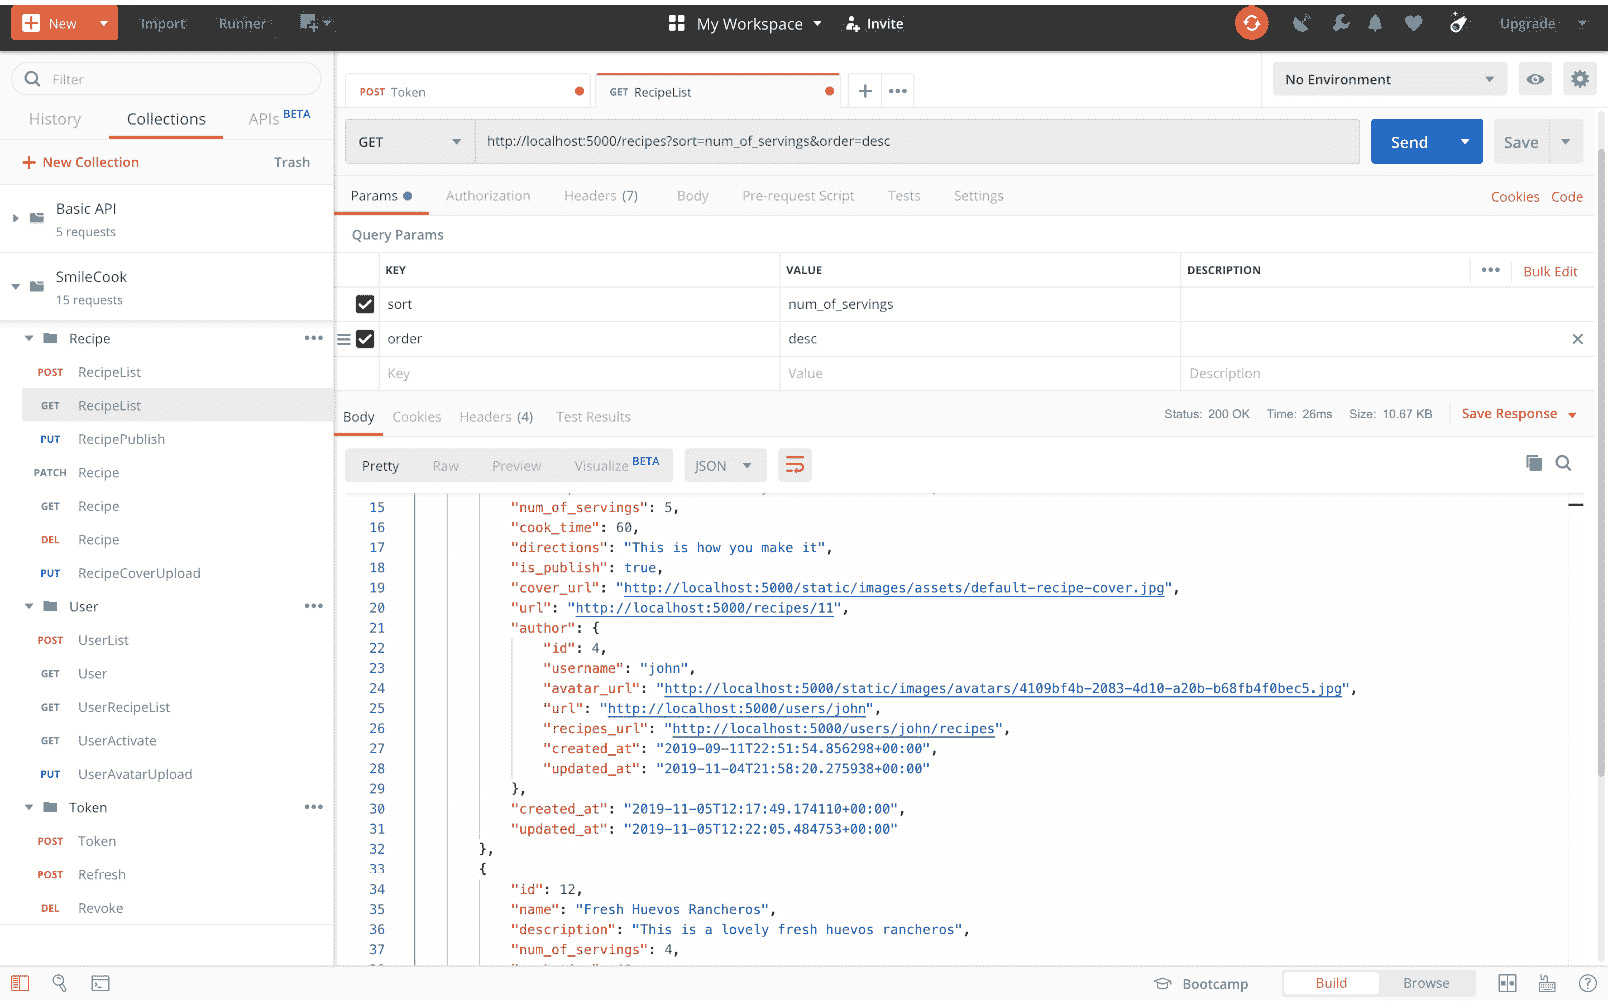 New Import Runner My Workspace Invite Upgrade
Filter
History Collections APIs BETA
New Collection Trash
Basic API
5 requests
SmileCook
15 requests
Recipe
POST RecipeList
GET RecipeList
PUT RecipePublish
PATCH Recipe
GET Recipe
DEL Recipe
PUT RecipeCoverUpload
User
POST UserList
GET User
GET UserRecipeList
GET UserActivate
PUT UserAvatarUpload
Token
POST Token
POST Refresh
DEL Revoke
POST Token GET RecipeList No Environment
GET http://localhost:5000/recipes?sort=num_of_servings&order=desc Send Save
Params Authorization Headers (7) Body Pre-request Script Tests Settings Cookies Code
Query Params
KEY VALUE DESCRIPTION Bulk Edit
sort num_of_servings
order desc
Key Value Description
Body Cookies Headers (4) Test Results Status: 200 OK Time: 26ms Size: 10.67 KB Save Response
Pretty Raw Preview Visualize BETA JSON
15 "num_of_servings": 5,
16 "cook_time": 60,
17 "directions": "This is how you make it",
18 "is_publish": true,
19 "cover_url": "http://localhost:5000/static/images/assets/default-recipe-cover.jpg",
20 "url": "http://localhost:5000/recipes/11",
21 "author": {
22 "id": 4,
23 "username": "john",
24 "avatar_url": "http://localhost:5000/static/images/avatars/4109bf4b-2083-4d10-a20b-b68fb4f0bec5.jpg",
25 "url": "http://localhost:5000/users/john",
26 "recipes_url": "http://localhost:5000/users/john/recipes",
27 "created_at": "2019-09-11T22:51:54.856298+00:00",
28 "updated_at": "2019-11-04T21:58:20.275938+00:00"
29 },
30 "created_at": "2019-11-05T12:17:49.174110+00:00",
31 "updated_at": "2019-11-05T12:22:05.484753+00:00"
32 },
33 {
34 "id": 12,
35 "name": "Fresh Huevos Rancheros",
36 "description": "This is a lovely fresh huevos rancheros",
37 "num_of_servings": 4,
Bootcamp Build Browse